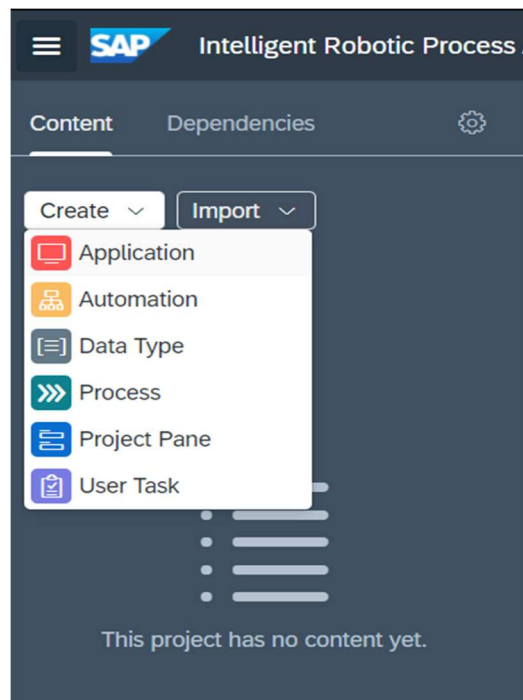 SAP Intelligent Robotic Process
Content Dependencies
Create Import
Application
Automation
Data Type
Process
Project Pane
User Task
This project has no content yet.